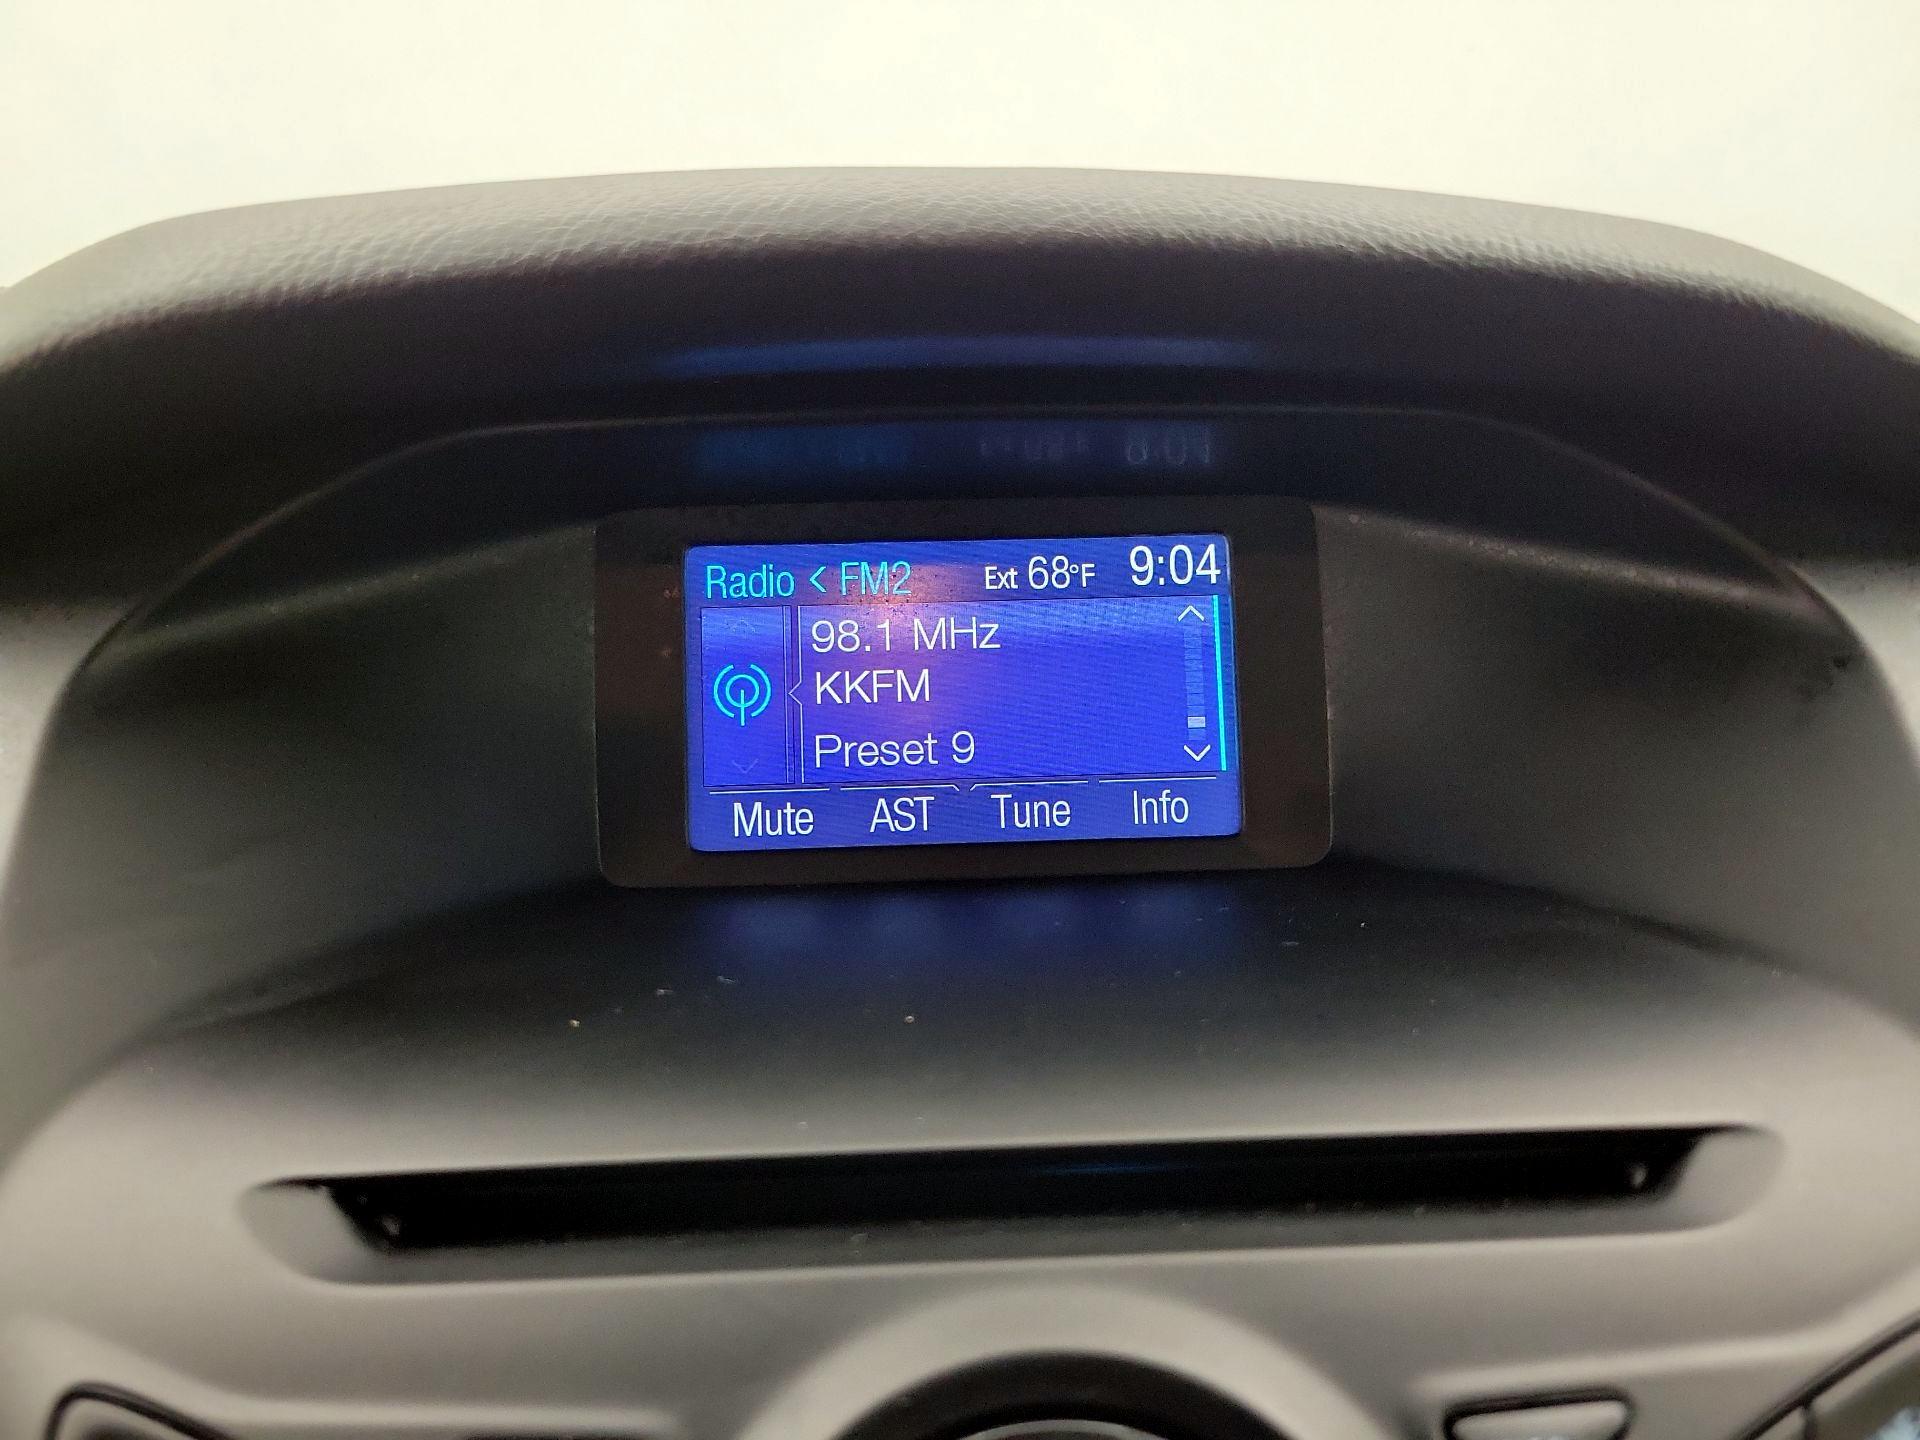 Radio < FM2 Ext 68°F 9:04
98.1 MHz
KKFM
Preset 9
Mute AST Tune Info